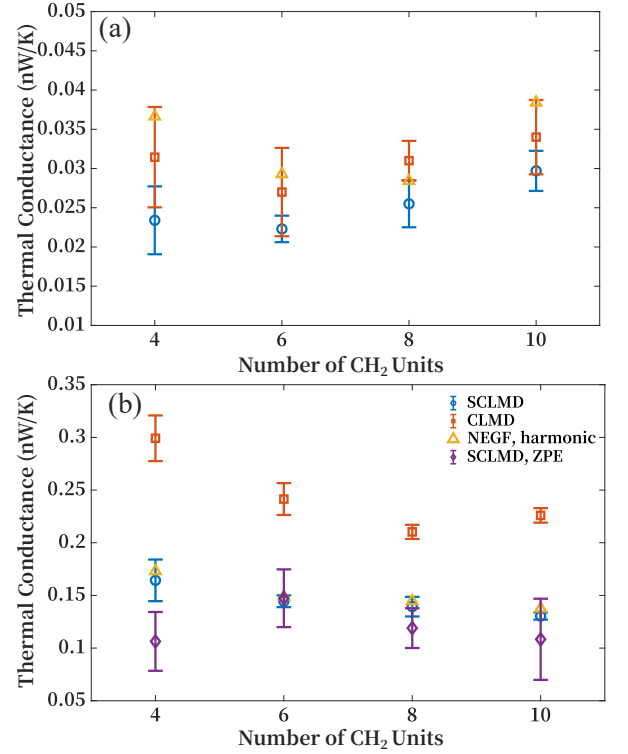 (a)
Thermal Conductance (nW/K)
0.05
0.045
0.04
0.035
0.03
0.025
0.02
0.015
0.01
4 6 8 10
Number of CH₂ Units
(b)
Thermal Conductance (nW/K)
0.35
0.3
0.25
0.2
0.15
0.1
0.05
SCLMD
CLMD
NEGF, harmonic
SCLMD, ZPE
4 6 8 10
Number of CH₂ Units